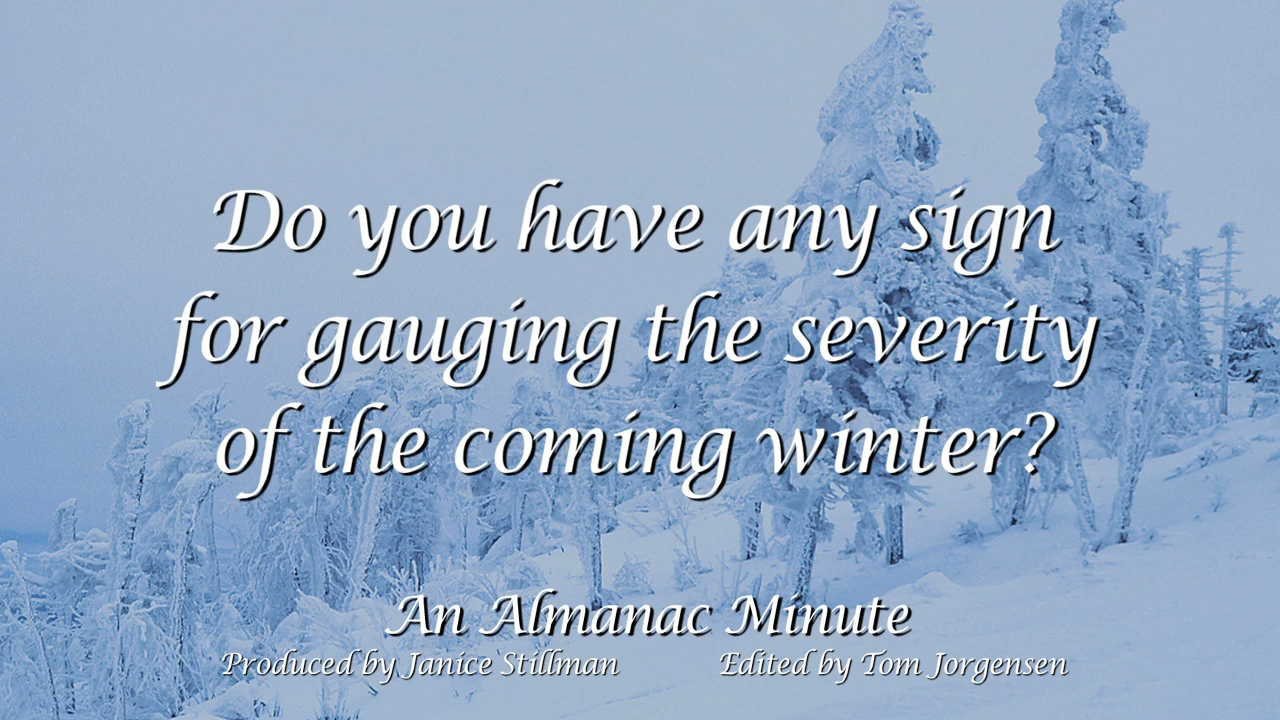 Do you have any sign
for gauging the severity
of the coming winter?
An Almanac Minute
Produced by Janice Stillman Edited by Tom Jorgensen